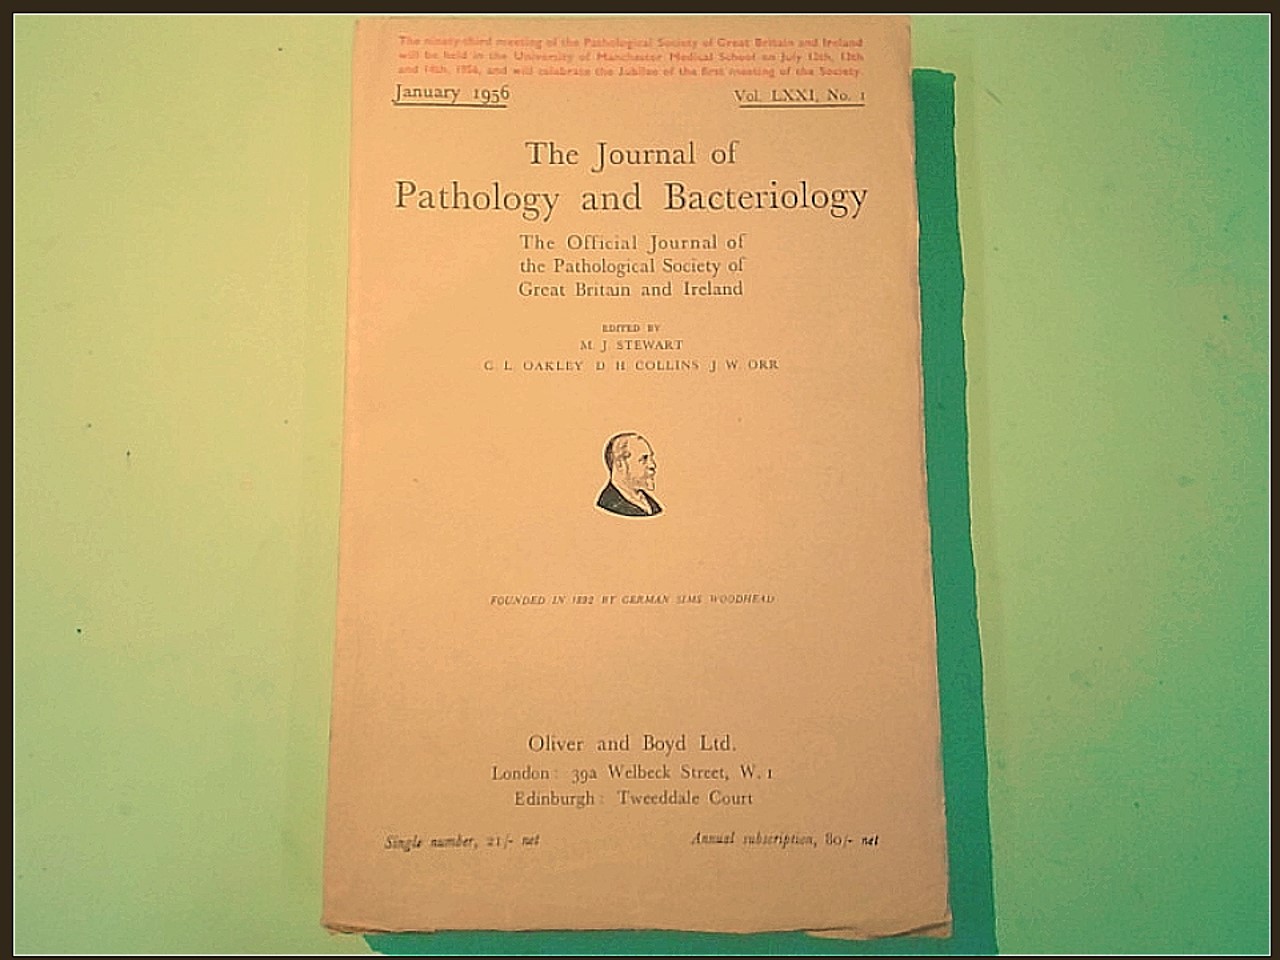 The ninety-third meeting of the Pathological Society of Great Britain and Ireland
will be held in the University of Manchester Medical School on July 12th, 13th
and 14th, 1956, and will celebrate the Jubilee of the first meeting of the Society.
January 1956 Vol. LXXI, No. 1
The Journal of
Pathology and Bacteriology
The Official Journal of
the Pathological Society of
Great Britain and Ireland
EDITED BY
M. J. STEWART
C. L. OAKLEY D. H. COLLINS J. W. ORR
FOUNDED IN 1892 BY GERMAN SIMS WOODHEAD
Oliver and Boyd Ltd.
London: 39a Welbeck Street, W. 1
Edinburgh: Tweeddale Court
Single number, 21/- net Annual subscription, 80/- net